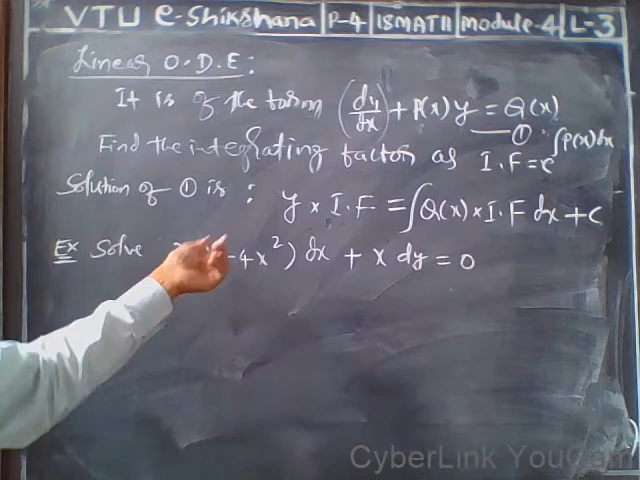 VTU e-Shikshana P-4 18MAT11 Module-4 L-3
Linear O.D.E:
It is of the form (dy/dx) + P(x)y = Q(x) — ①
Find the integrating factor as I.F = e^∫P(x)dx
Solution of ① is: y × I.F = ∫Q(x) × I.F dx + c
Ex Solve - 4x²) dx + x dy = 0
CyberLink YouCam